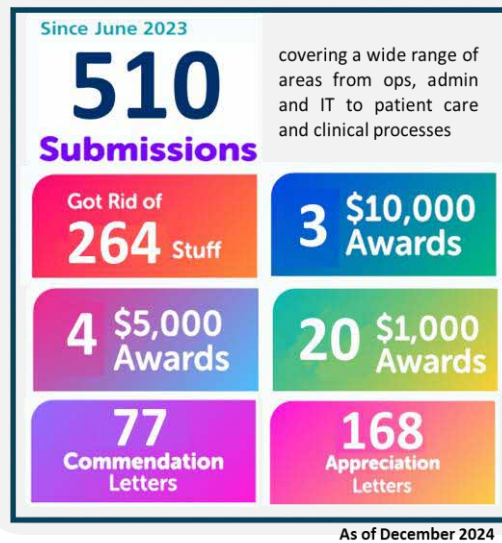 Since June 2023
510
Submissions
covering a wide range of
areas from ops, admin
and IT to patient care
and clinical processes
Got Rid of
264 Stuff
3 $10,000
Awards
4 $5,000
Awards
20 $1,000
Awards
77
Commendation
Letters
168
Appreciation
Letters
As of December 2024